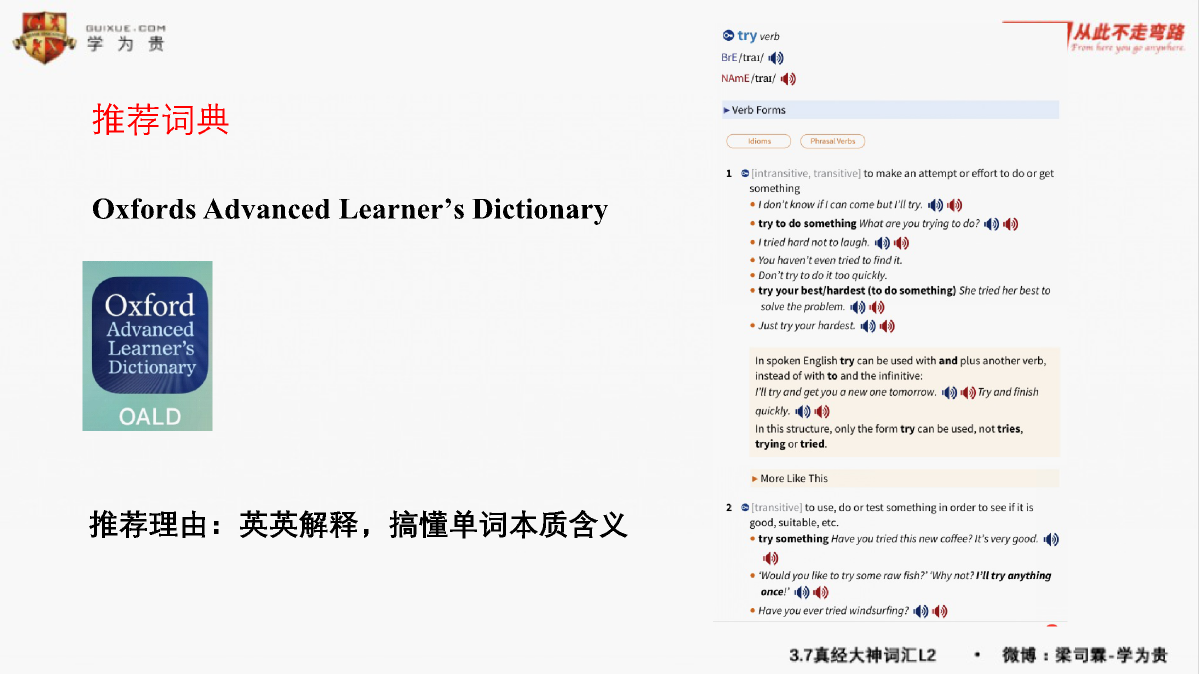 GUIXUE.COM
学为贵
从此不走弯路
From here you go anywhere.
推荐词典
Oxfords Advanced Learner’s Dictionary
Oxford
Advanced
Learner's
Dictionary
OALD
推荐理由：英英解释，搞懂单词本质含义
try verb
BrE /traɪ/
NAmE /traɪ/
Verb Forms
Idioms Phrasal Verbs
1 [intransitive, transitive] to make an attempt or effort to do or get
something
I don't know if I can come but I'll try.
try to do something What are you trying to do?
I tried hard not to laugh.
You haven't even tried to find it.
Don't try to do it too quickly.
try your best/hardest (to do something) She tried her best to
solve the problem.
Just try your hardest.
In spoken English try can be used with and plus another verb,
instead of with to and the infinitive:
I'll try and get you a new one tomorrow. Try and finish
quickly.
In this structure, only the form try can be used, not tries,
trying or tried.
More Like This
2 [transitive] to use, do or test something in order to see if it is
good, suitable, etc.
try something Have you tried this new coffee? It's very good.
‘Would you like to try some raw fish?’ ‘Why not? I'll try anything
once!’
Have you ever tried windsurfing?
3.7真经大神词汇L2 • 微博：梁司霖-学为贵